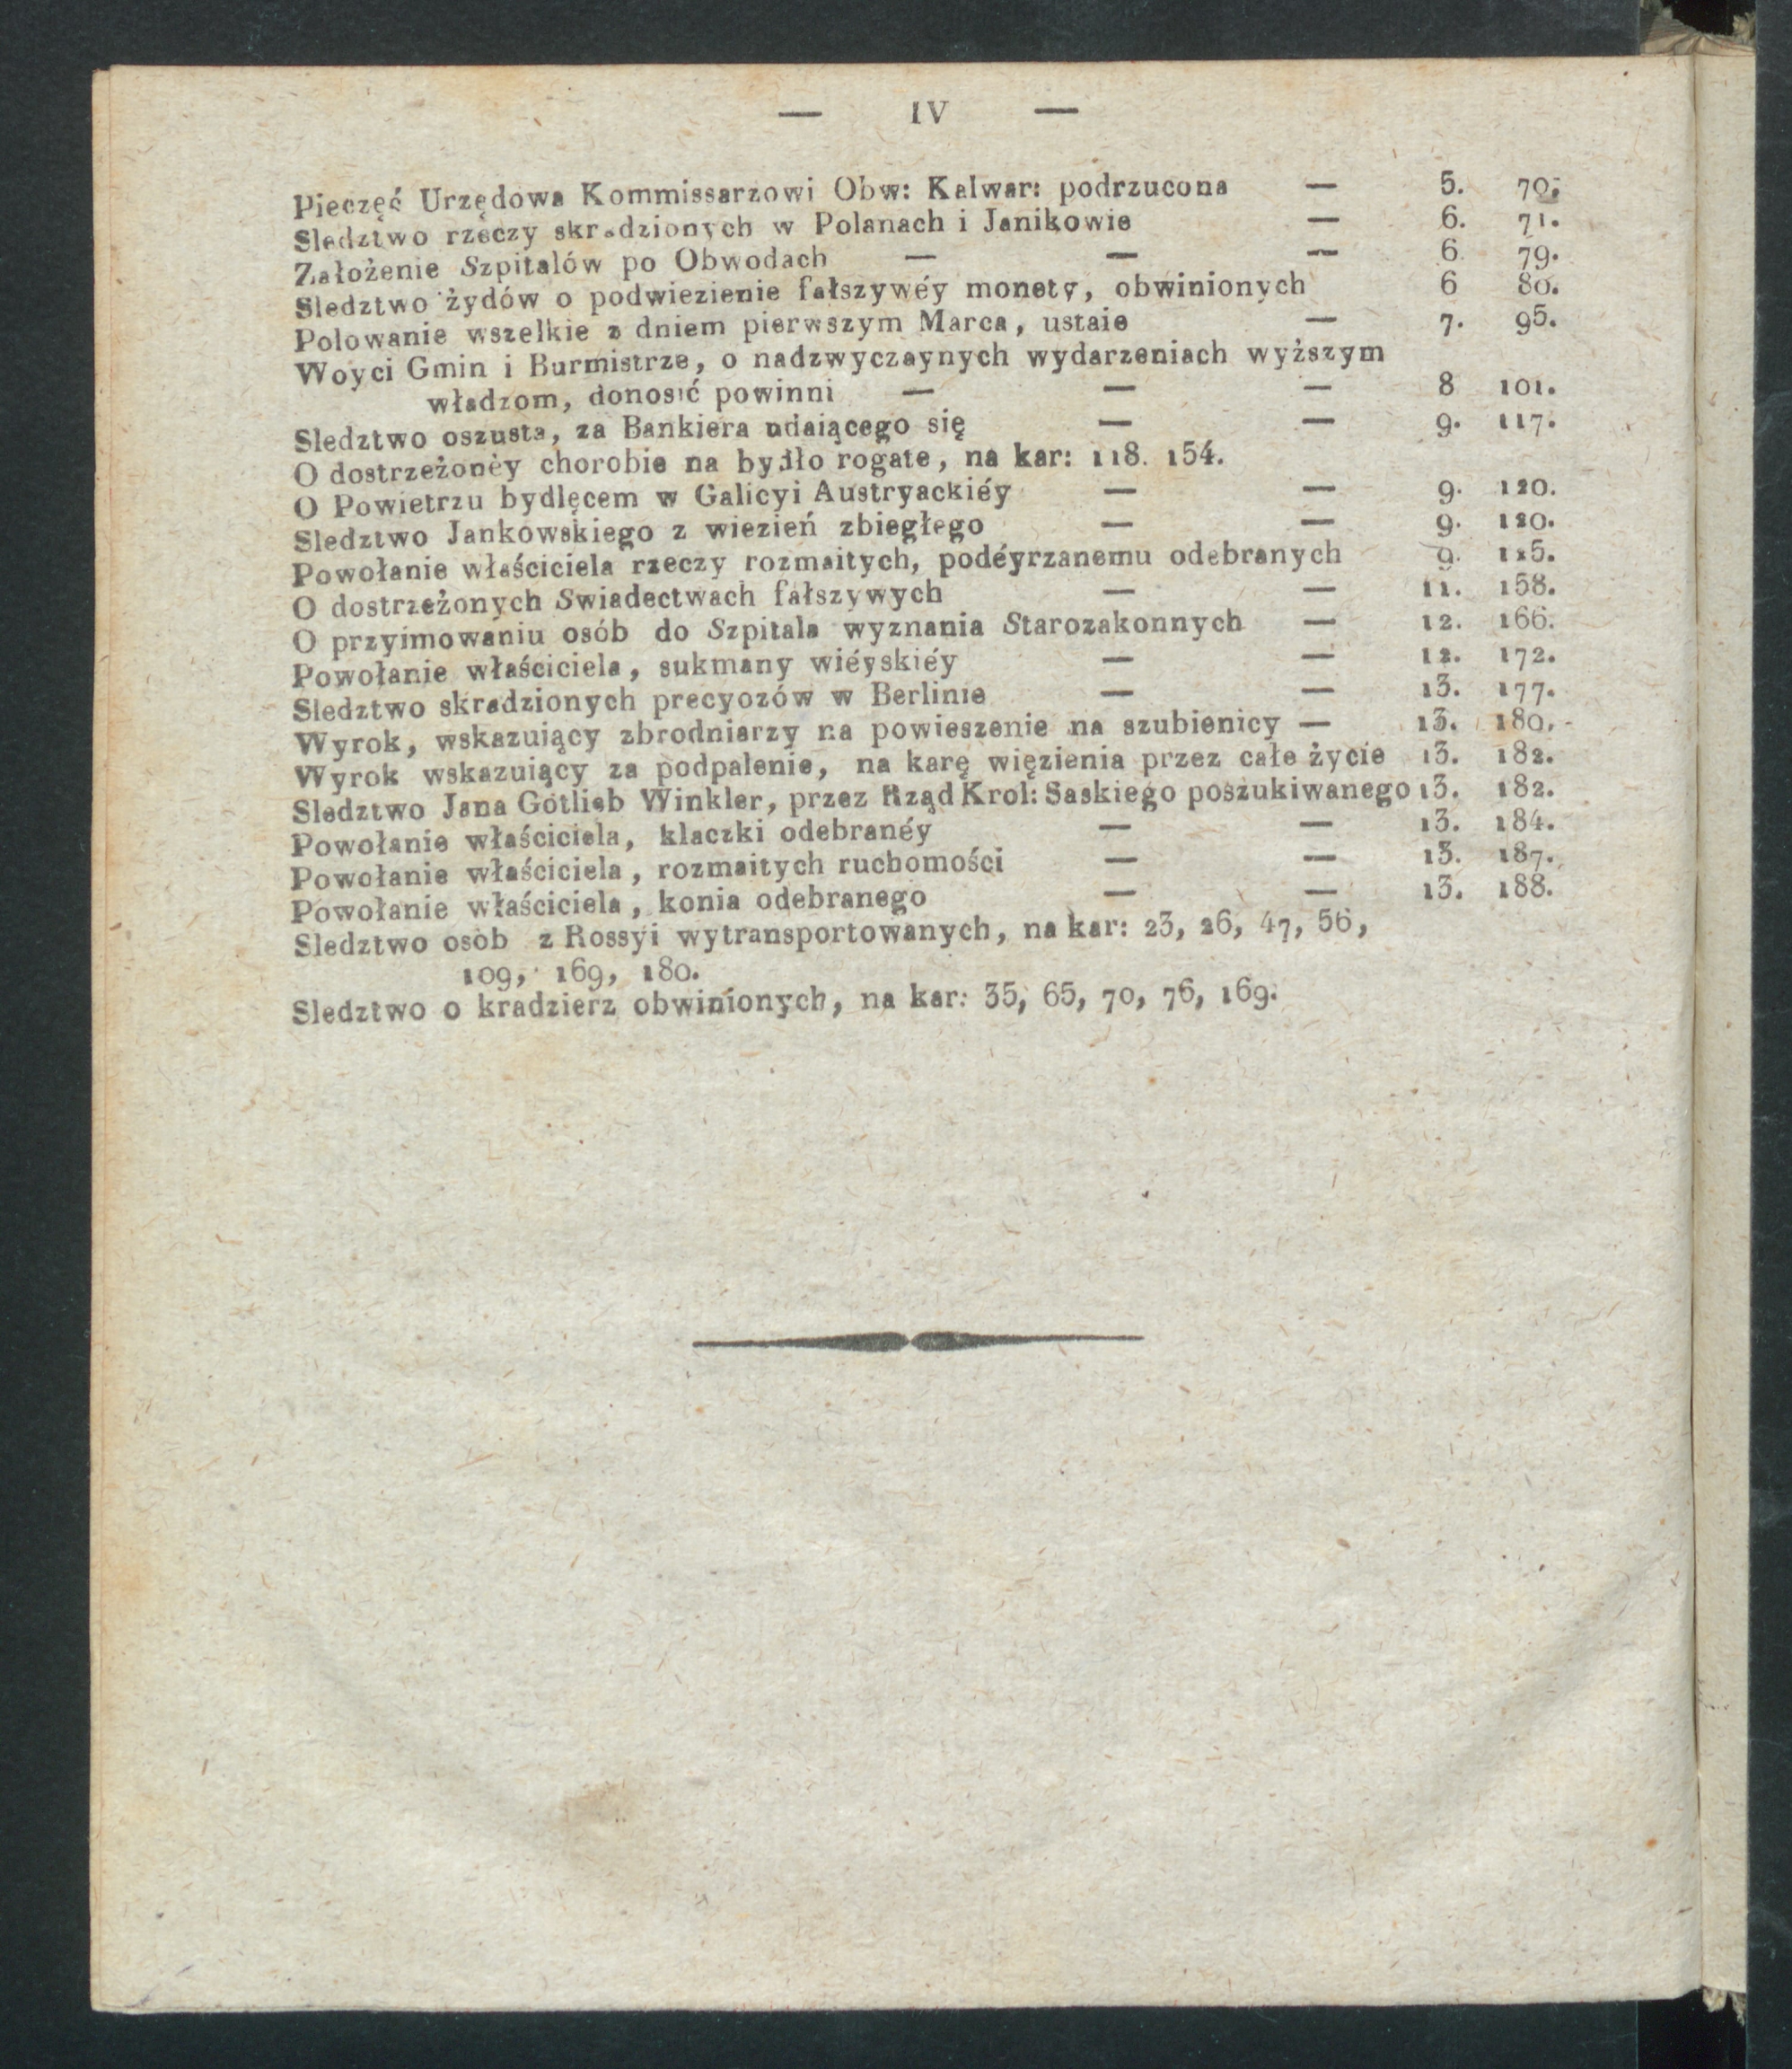 — IV —
Pieczęć Urzędowa Kommissarzowi Obw: Kalwar: podrzucona — 5. 70.
Sledztwo rzeczy skradzionych w Polanach i Janikowie — 6. 71.
Założenie Szpitalów po Obwodach — — — 6. 79.
Sledztwo żydów o podwiezienie fałszywéy monety, obwinionych 6 80.
Polowanie wszelkie z dniem pierwszym Marca, ustaie — 7. 95.
Woyci Gmin i Burmistrze, o nadzwyczaynych wydarzeniach wyższym
władzom, donosić powinni — — — 8 101.
Sledztwo oszusta, za Bankiera udaiącego się — — 9. 117.
O dostrzeżonéy chorobie na bydło rogate, na kar: 118. 154.
O Powietrzu bydlęcem w Galicyi Austryackiéy — — 9. 120.
Sledztwo Jankowskiego z wiezień zbiegłego — — 9. 120.
Powołanie właściciela rzeczy rozmaitych, podéyrzanemu odebranych 9. 125.
O dostrzeżonych Swiadectwach fałszywych — — 11. 158.
O przyimowaniu osób do Szpitala wyznania Starozakonnych — 12. 166.
Powołanie właściciela, sukmany wiéyskiéy — — 12. 172.
Sledztwo skradzionych precyozów w Berlinie — — 13. 177.
Wyrok, wskazuiący zbrodniarzy na powieszenie na szubienicy — 13. 180.
Wyrok wskazuiący za podpalenie, na karę więzienia przez całe życie 13. 182.
Sledztwo Jana Gotlieb Winkler, przez Rząd Krol: Saskiego poszukiwanego 13. 182.
Powołanie właściciela, klaczki odebranéy — — 13. 184.
Powołanie właściciela, rozmaitych ruchomości — — 13. 187.
Powołanie właściciela, konia odebranego — — 13. 188.
Sledztwo osób z Rossyi wytransportowanych, na kar: 23, 26, 47, 56,
109, 169, 180.
Sledztwo o kradzierz obwinionych, na kar: 35, 65, 70, 76, 169.